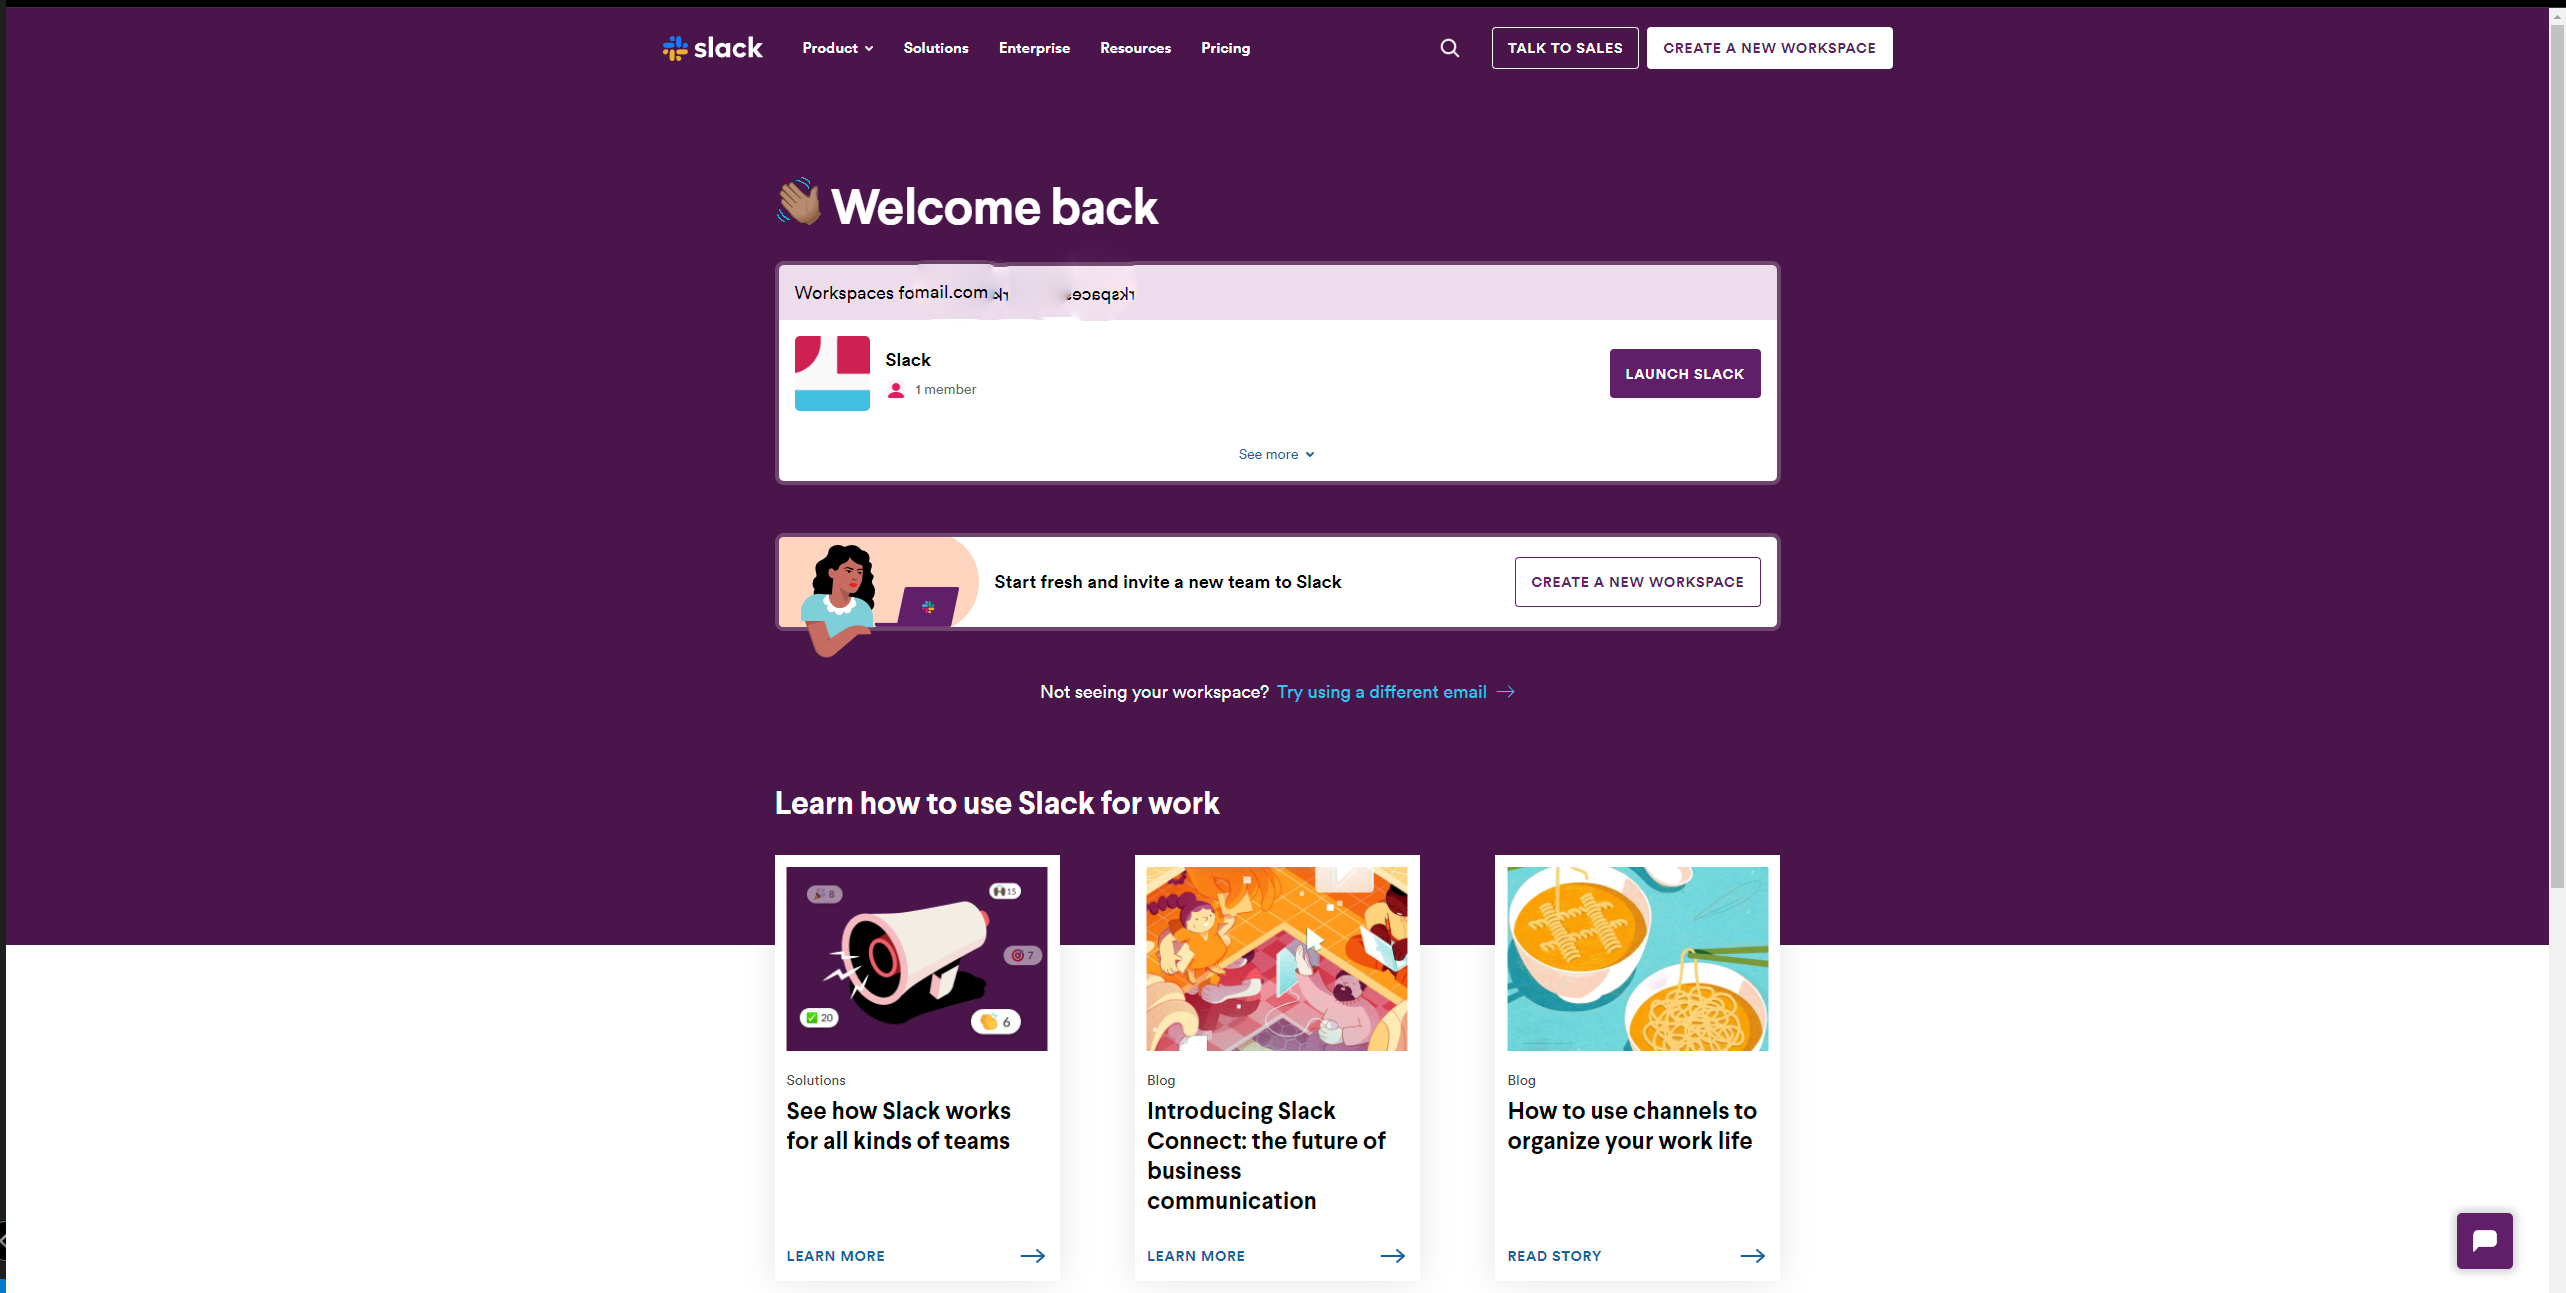 slack Product Solutions Enterprise Resources Pricing TALK TO SALES CREATE A NEW WORKSPACE
Welcome back
Workspaces fomail.com
Slack
1 member
LAUNCH SLACK
See more
Start fresh and invite a new team to Slack
CREATE A NEW WORKSPACE
Not seeing your workspace? Try using a different email
Learn how to use Slack for work
8
15
7
20
6
Solutions
See how Slack works
for all kinds of teams
LEARN MORE
Blog
Introducing Slack
Connect: the future of
business
communication
LEARN MORE
Blog
How to use channels to
organize your work life
READ STORY